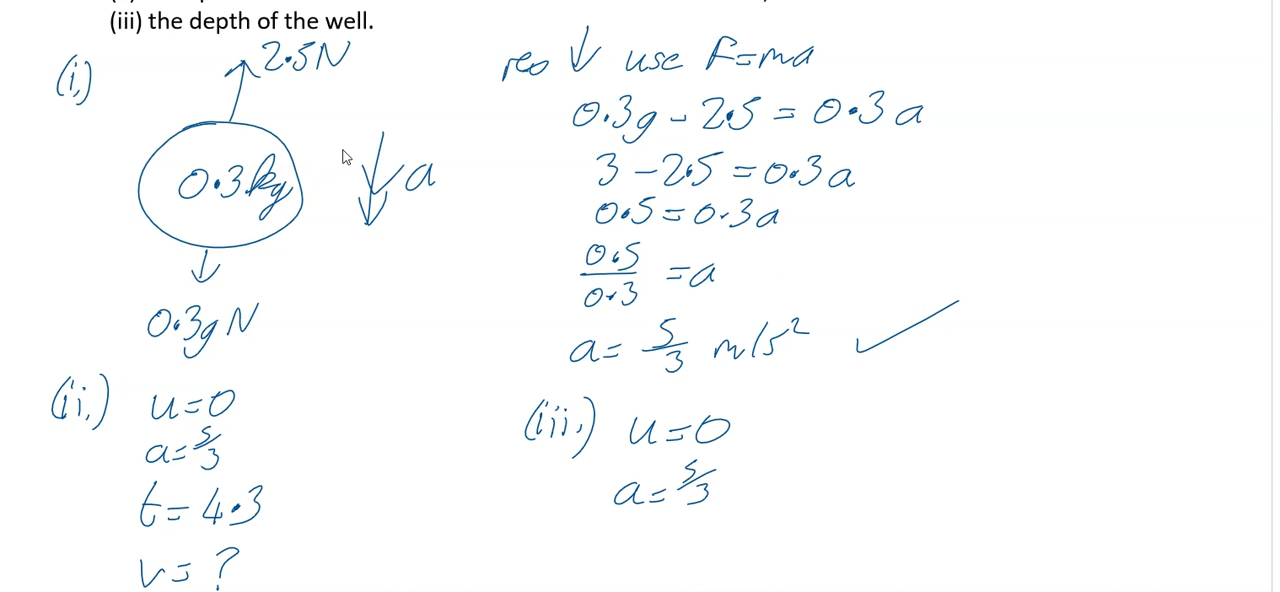 (iii) the depth of the well.
(i)
2.5N
0.3kg
a
0.3gN
res ↓ use F=ma
0.3g - 2.5 = 0.3a
3 - 2.5 = 0.3a
0.5 = 0.3a
0.5/0.3 = a
a = 5/3 m/s²
(ii)
u=0
a=5/3
t=4.3
v=?
(iii)
u=0
a=5/3